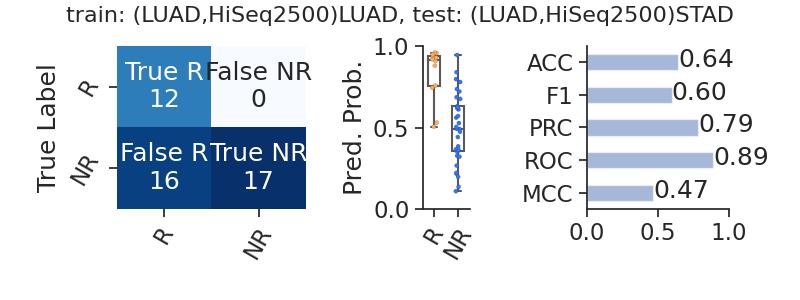 train: (LUAD,HiSeq2500)LUAD, test: (LUAD,HiSeq2500)STAD
True Label
R
NR
True R
12
False NR
0
False R
16
True NR
17
R
NR
Pred. Prob.
1.0
0.5
0.0
R
NR
ACC
0.64
F1
0.60
PRC
0.79
ROC
0.89
MCC
0.47
0.0
0.5
1.0